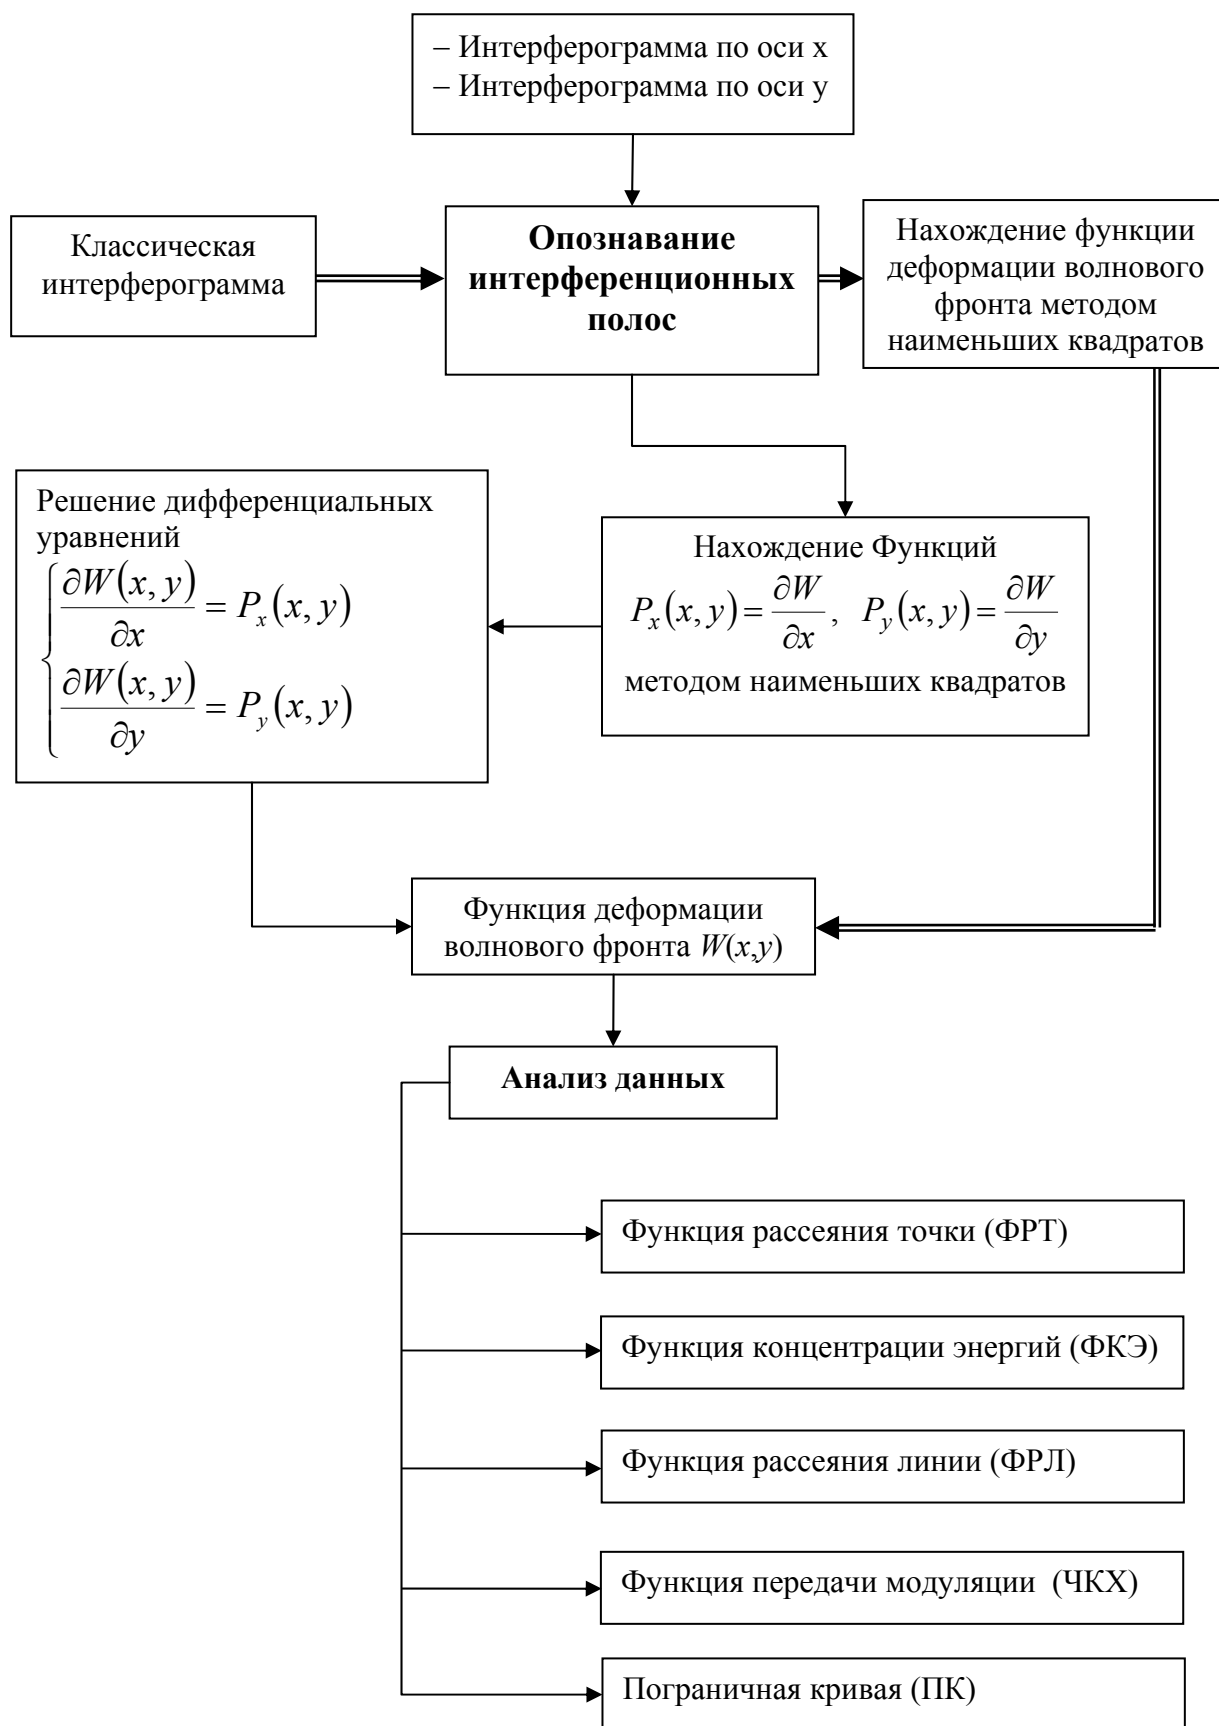 – Интерферограмма по оси x
– Интерферограмма по оси y
Классическая
интерферограмма
Опознавание
интерференционных
полос
Нахождение функции
деформации волнового
фронта методом
наименьших квадратов
Решение дифференциальных
уравнений
∂W(x, y)/∂x = P_x(x, y)
∂W(x, y)/∂y = P_y(x, y)
Нахождение Функций
P_x(x, y) = ∂W/∂x, P_y(x, y) = ∂W/∂y
методом наименьших квадратов
Функция деформации
волнового фронта W(x,y)
Анализ данных
Функция рассеяния точки (ФРТ)
Функция концентрации энергий (ФКЭ)
Функция рассеяния линии (ФРЛ)
Функция передачи модуляции (ЧКХ)
Пограничная кривая (ПК)